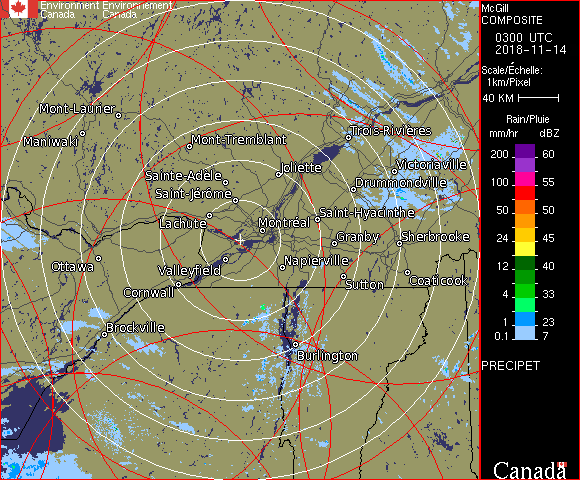 Environment Environnement
Canada Canada
McGill
COMPOSITE
0300 UTC
2018-11-14
Scale/Échelle:
1km/Pixel
40 KM
Rain/Pluie
mm/hr dBZ
200 60
100 55
50 50
24 45
12 40
4 33
1 23
0.1 7
PRECIPET
Mont-Laurier
Maniwaki
Mont-Tremblant
Trois-Rivières
Sainte-Adèle
Joliette
Victoriaville
Saint-Jérôme
Drummondville
Lachute
Montréal
Saint-Hyacinthe
Granby
Sherbrooke
Ottawa
Valleyfield
Napierville
Cornwall
Sutton
Coaticook
Brockville
Burlington
Canada